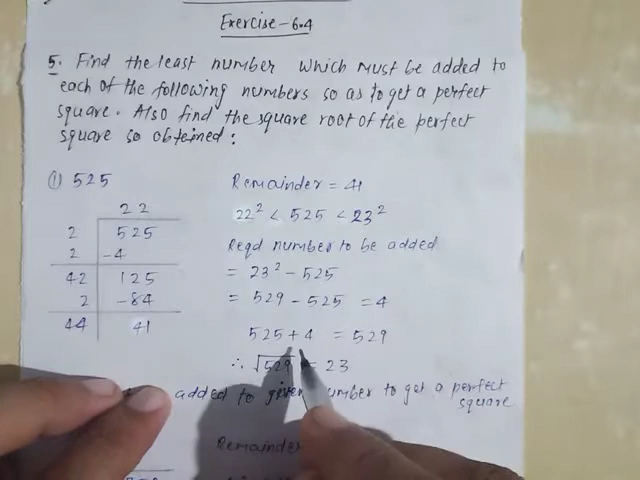 Exercise-6.4
5. Find the least number which must be added to
each of the following numbers so as to get a perfect
square. Also find the square root of the perfect
square so obtained:
① 525
22
2 525
2 -4
42 125
2 -84
44 41
Remainder = 41
22² < 525 < 23²
Reqd number to be added
= 23² - 525
= 529 - 525 = 4
525 + 4 = 529
∴ √529 = 23
added to given number to get a perfect
square
Remainder